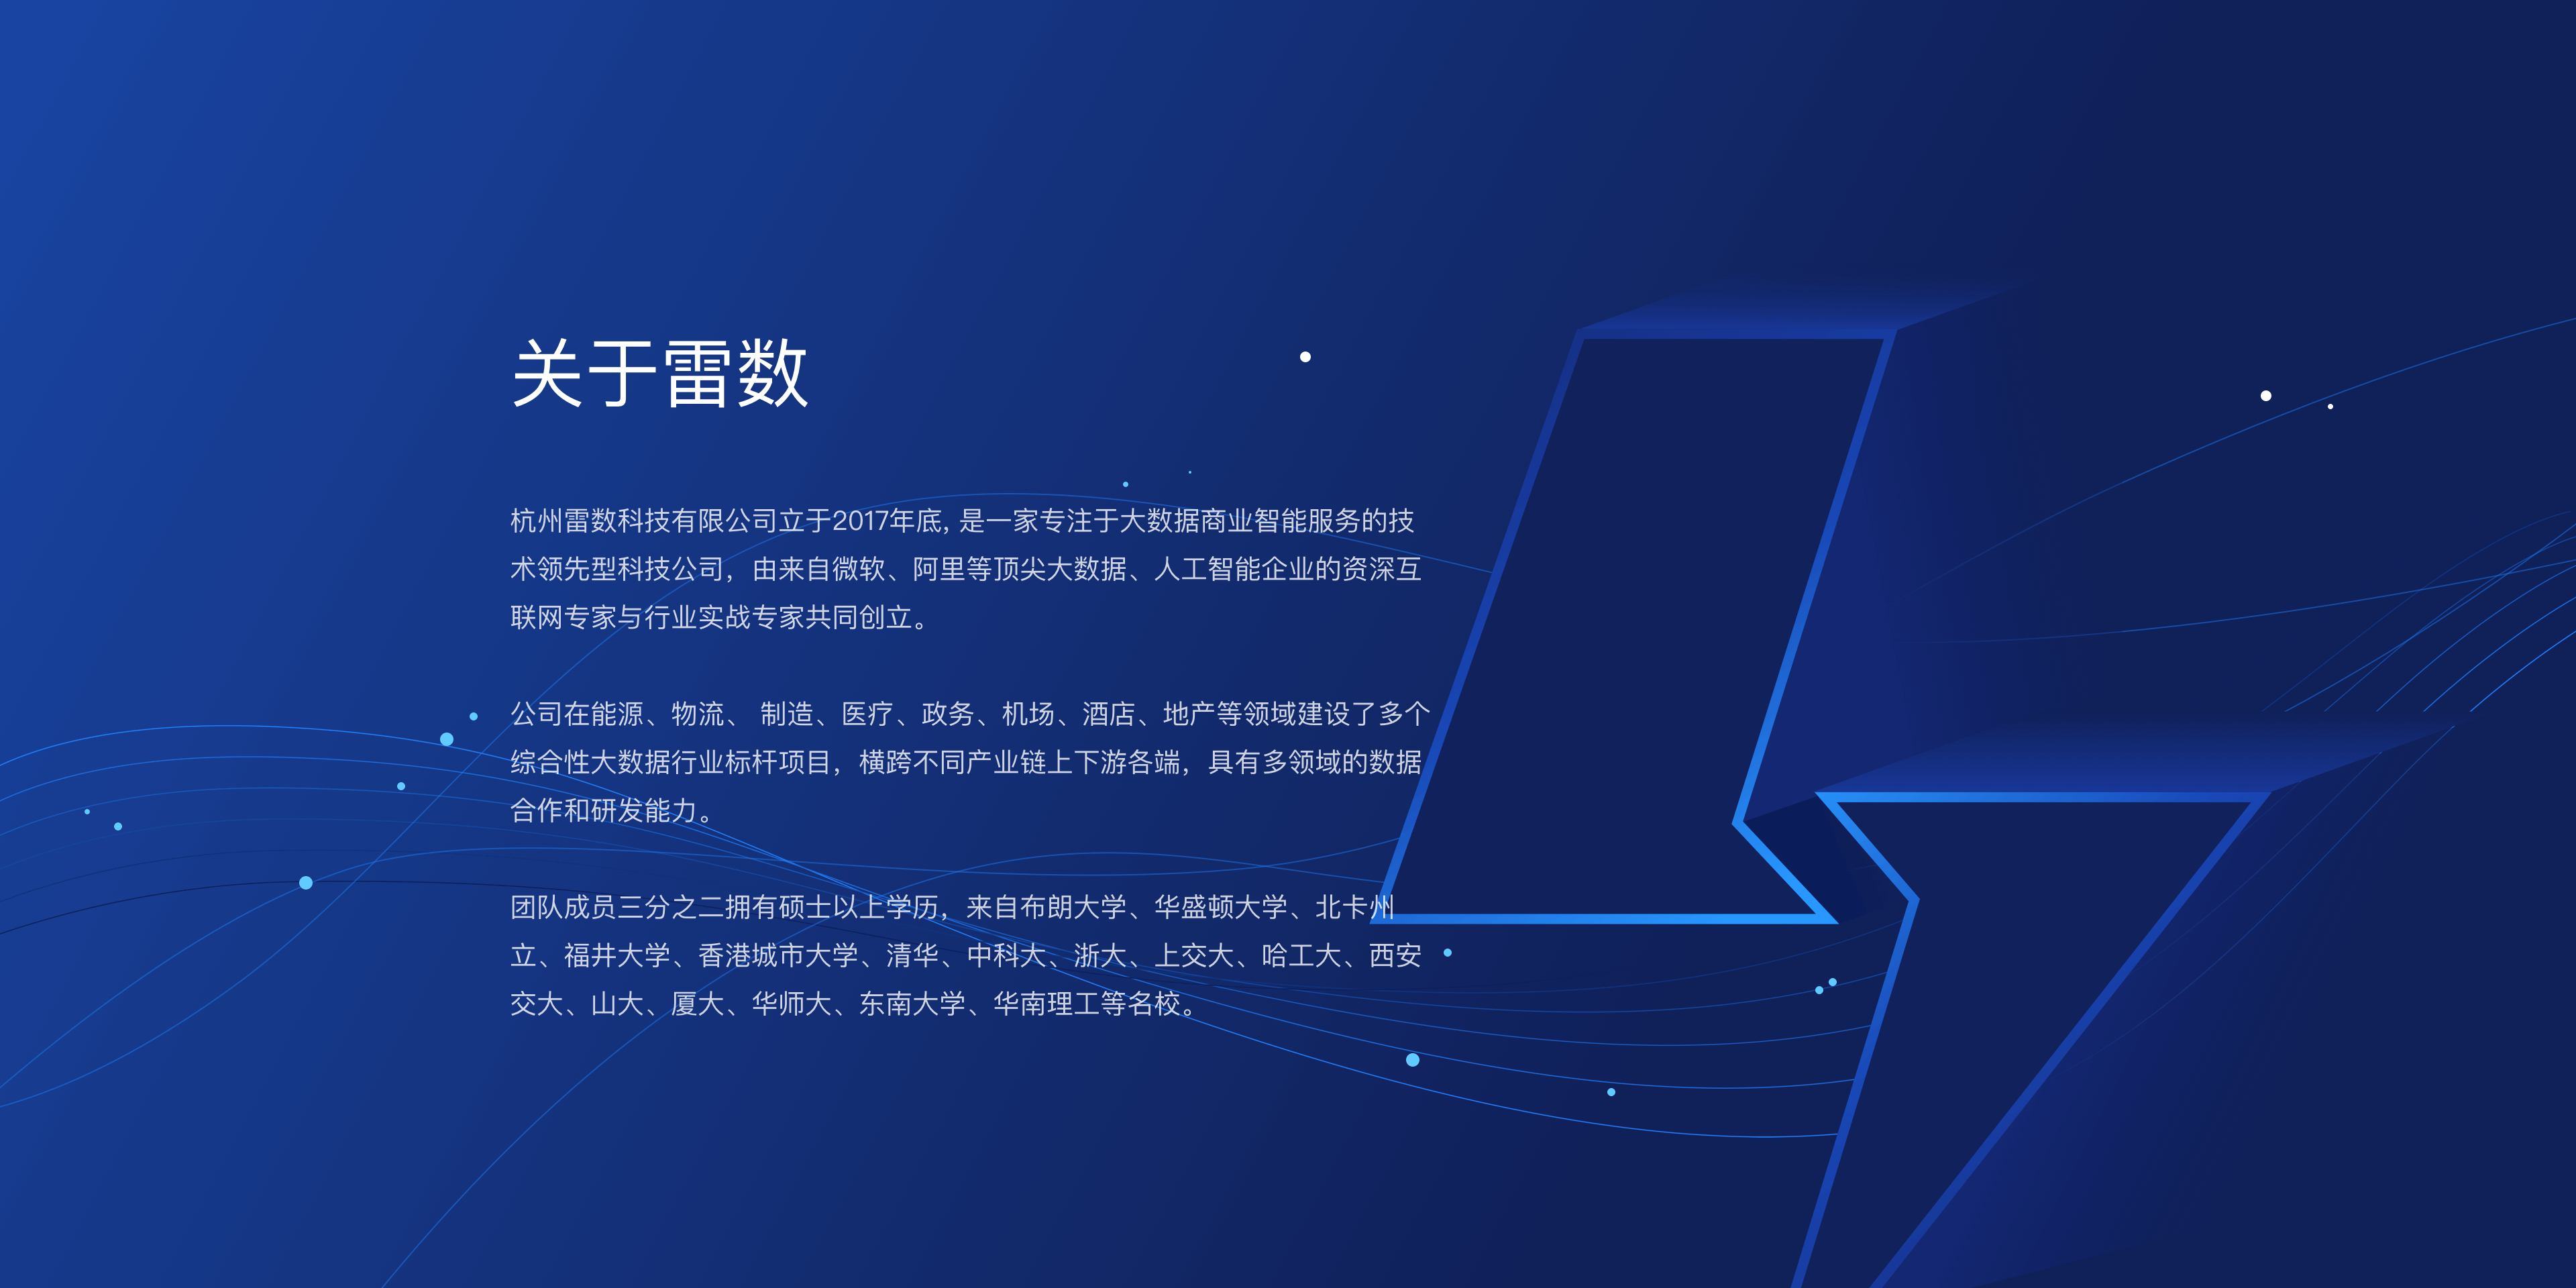 关于雷数
杭州雷数科技有限公司立于2017年底, 是一家专注于大数据商业智能服务的技
术领先型科技公司，由来自微软、阿里等顶尖大数据、人工智能企业的资深互
联网专家与行业实战专家共同创立。
公司在能源、物流、 制造、医疗、政务、机场、酒店、地产等领域建设了多个
综合性大数据行业标杆项目，横跨不同产业链上下游各端，具有多领域的数据
合作和研发能力。
团队成员三分之二拥有硕士以上学历，来自布朗大学、华盛顿大学、北卡州
立、福井大学、香港城市大学、清华、中科大、浙大、上交大、哈工大、西安
交大、山大、厦大、华师大、东南大学、华南理工等名校。